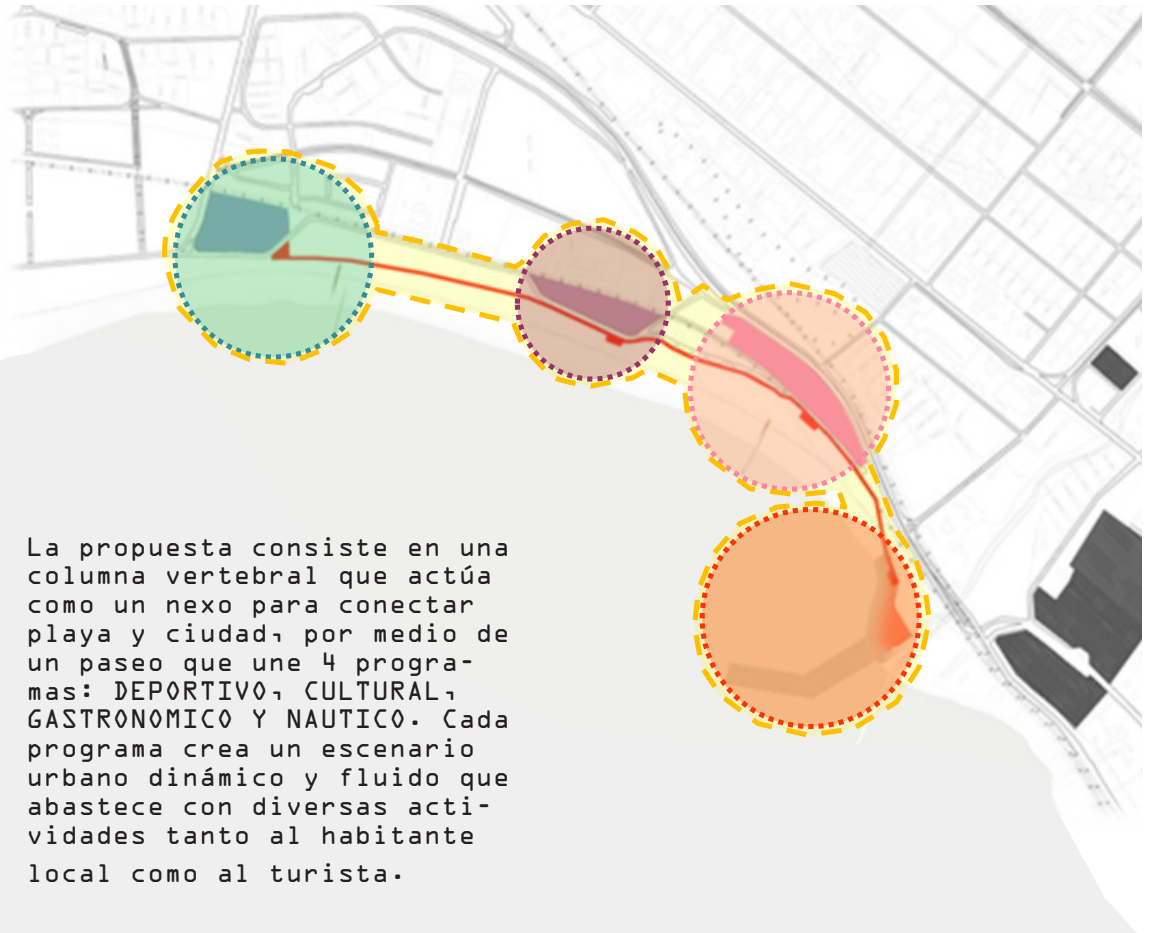 La propuesta consiste en una
columna vertebral que actúa
como un nexo para conectar
playa y ciudad, por medio de
un paseo que une 4 progra-
mas: DEPORTIVO, CULTURAL,
GASTRONOMICO Y NAUTICO. Cada
programa crea un escenario
urbano dinámico y fluido que
abastece con diversas acti-
vidades tanto al habitante
local como al turista.